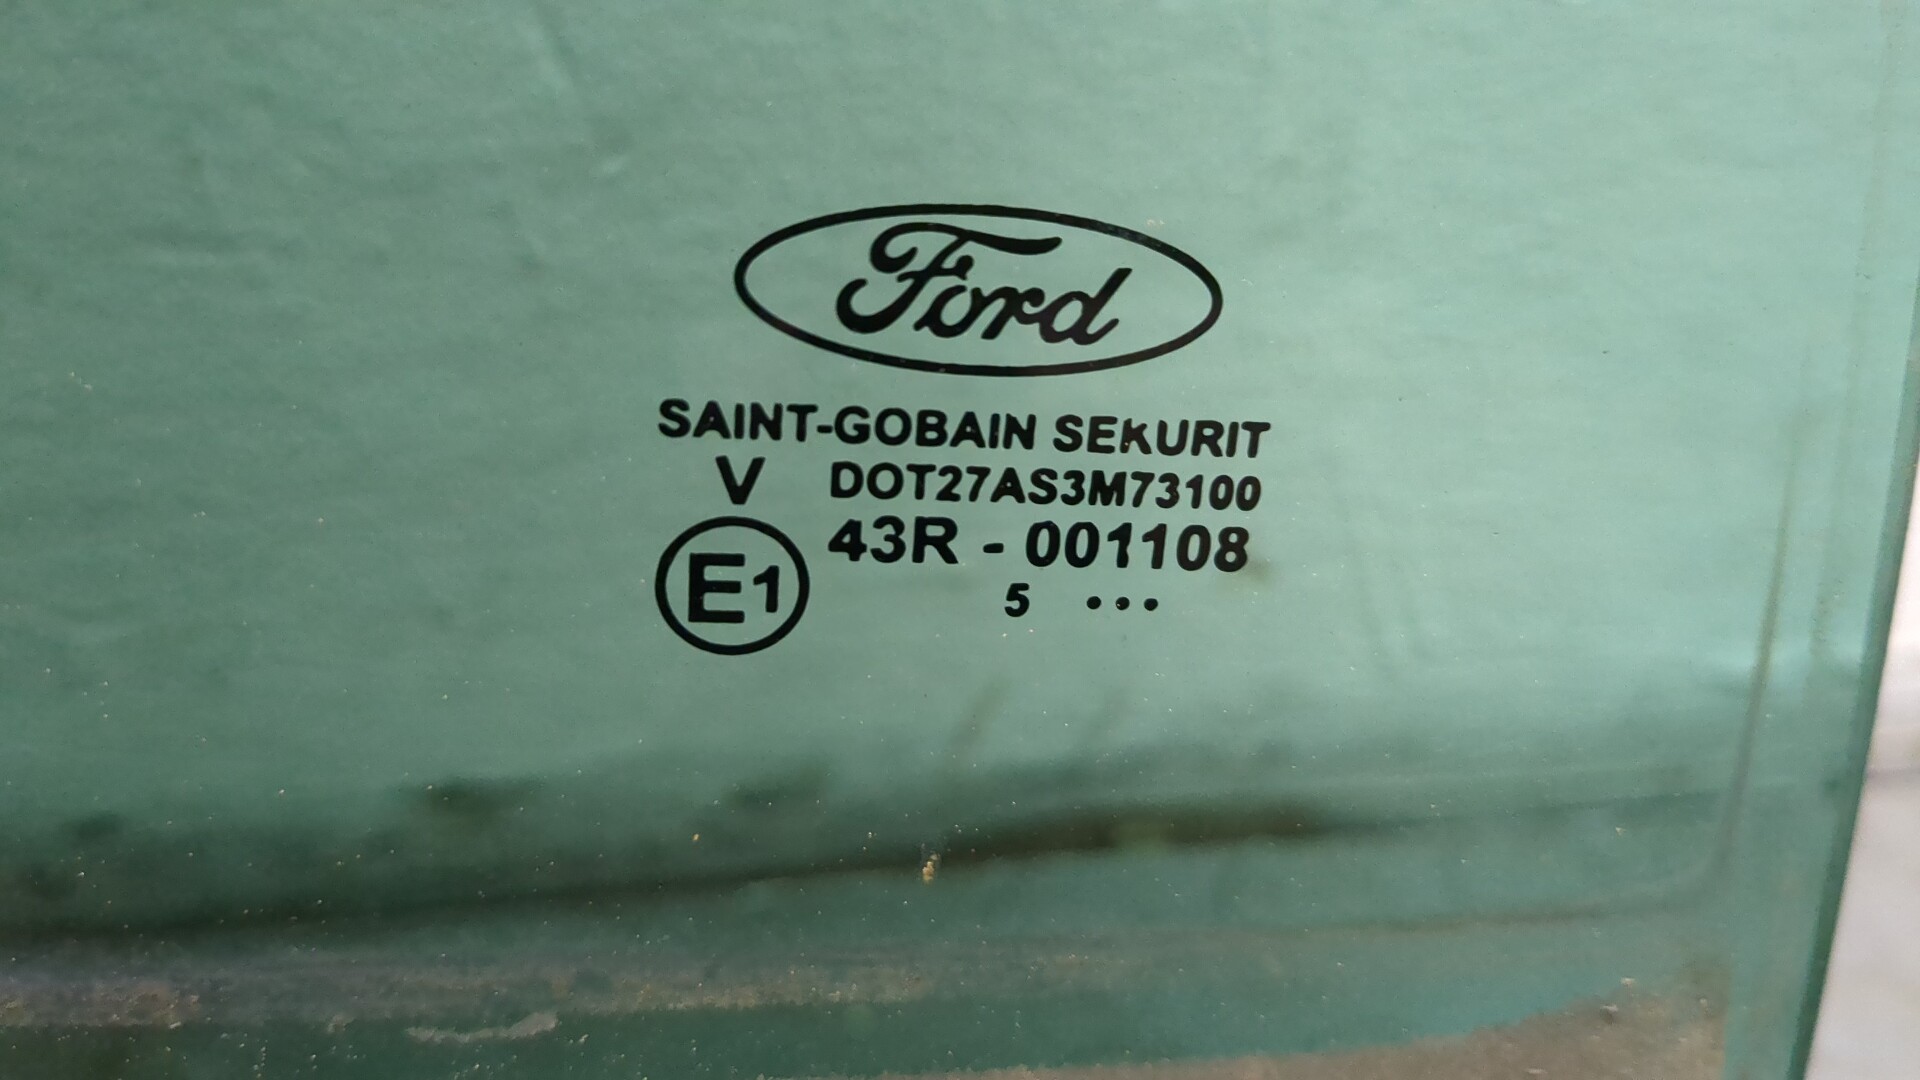 Ford
SAINT-GOBAIN SEKURIT
V DOT27AS3M73100
E1 43R - 001108
5 •••